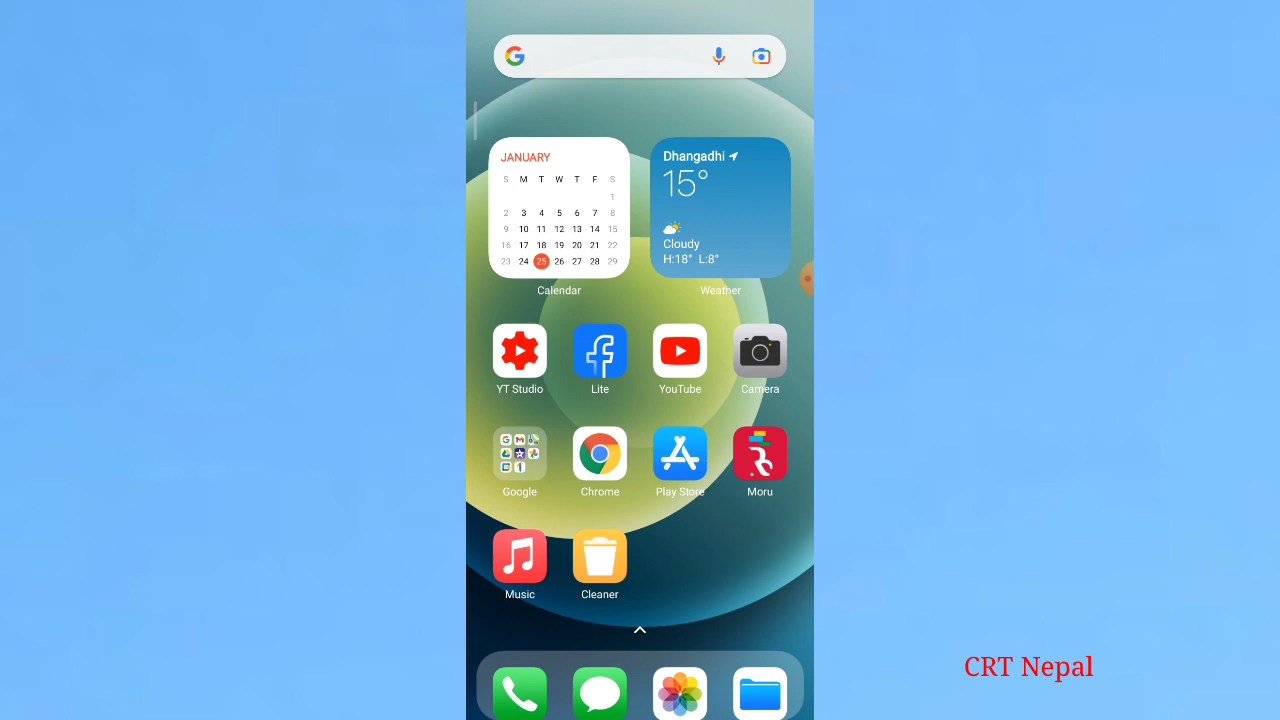 JANUARY
S M T W T F S
1
2 3 4 5 6 7 8
9 10 11 12 13 14 15
16 17 18 19 20 21 22
23 24 25 26 27 28 29
Calendar
Dhangadhi
15°
Cloudy
H:18° L:8°
Weather
YT Studio
Lite
YouTube
Camera
Google
Chrome
Play Store
Moru
Music
Cleaner
CRT Nepal